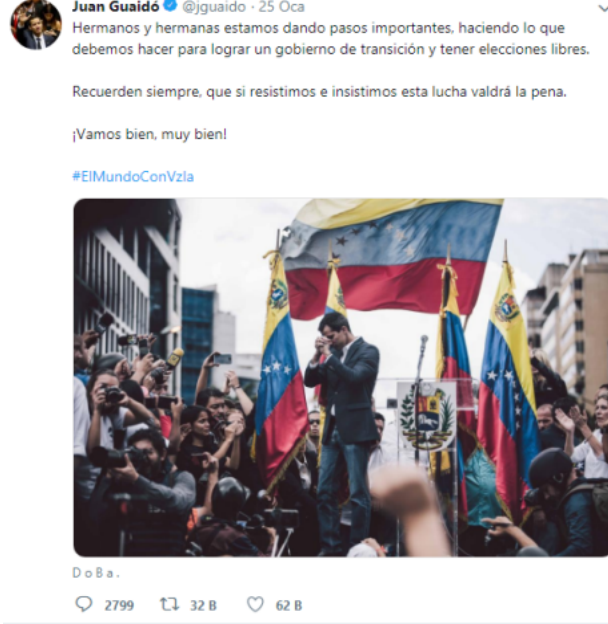 Juan Guaidó @jguaido · 25 Oca
Hermanos y hermanas estamos dando pasos importantes, haciendo lo que
debemos hacer para lograr un gobierno de transición y tener elecciones libres.
Recuerden siempre, que si resistimos e insistimos esta lucha valdrá la pena.
¡Vamos bien, muy bien!
#ElMundoConVzla
DoBa.
2799 32 B 62 B